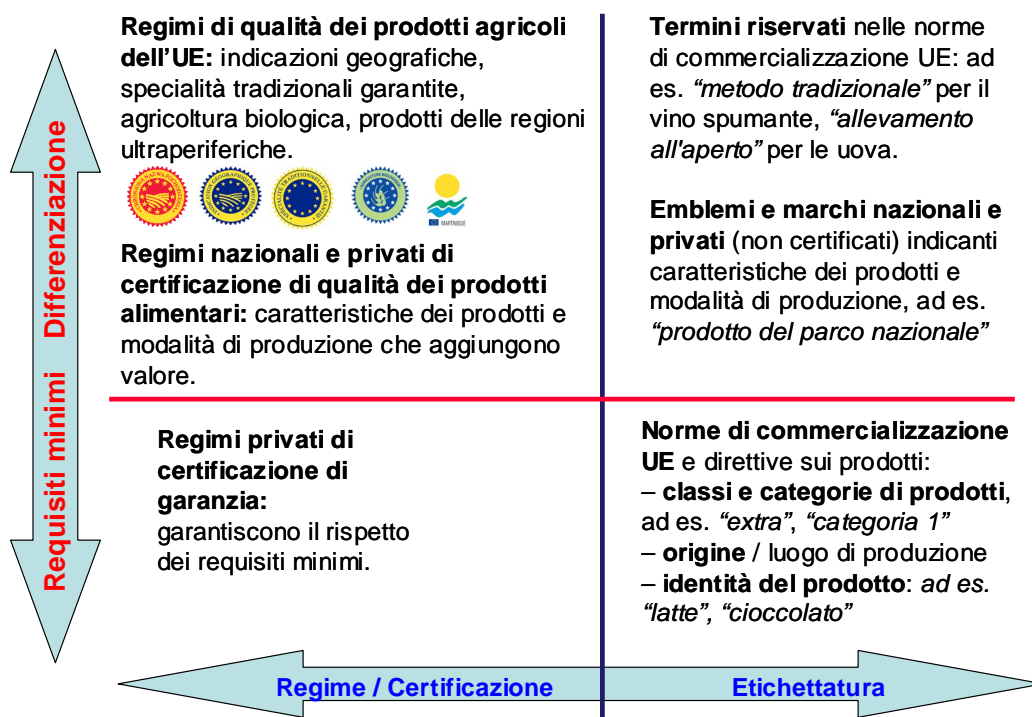 Regimi di qualità dei prodotti agricoli
dell'UE: indicazioni geografiche,
specialità tradizionali garantite,
agricoltura biologica, prodotti delle regioni
ultraperiferiche.
MARTINIQUE
Regimi nazionali e privati di
certificazione di qualità dei prodotti
alimentari: caratteristiche dei prodotti e
modalità di produzione che aggiungono
valore.
Termini riservati nelle norme
di commercializzazione UE: ad
es. “metodo tradizionale” per il
vino spumante, “allevamento
all'aperto” per le uova.
Emblemi e marchi nazionali e
privati (non certificati) indicanti
caratteristiche dei prodotti e
modalità di produzione, ad es.
“prodotto del parco nazionale”
Regimi privati di
certificazione di
garanzia:
garantiscono il rispetto
dei requisiti minimi.
Norme di commercializzazione
UE e direttive sui prodotti:
– classi e categorie di prodotti,
ad es. “extra”, “categoria 1”
– origine / luogo di produzione
– identità del prodotto: ad es.
“latte”, “cioccolato”
Requisiti minimi Differenziazione
Regime / Certificazione
Etichettatura